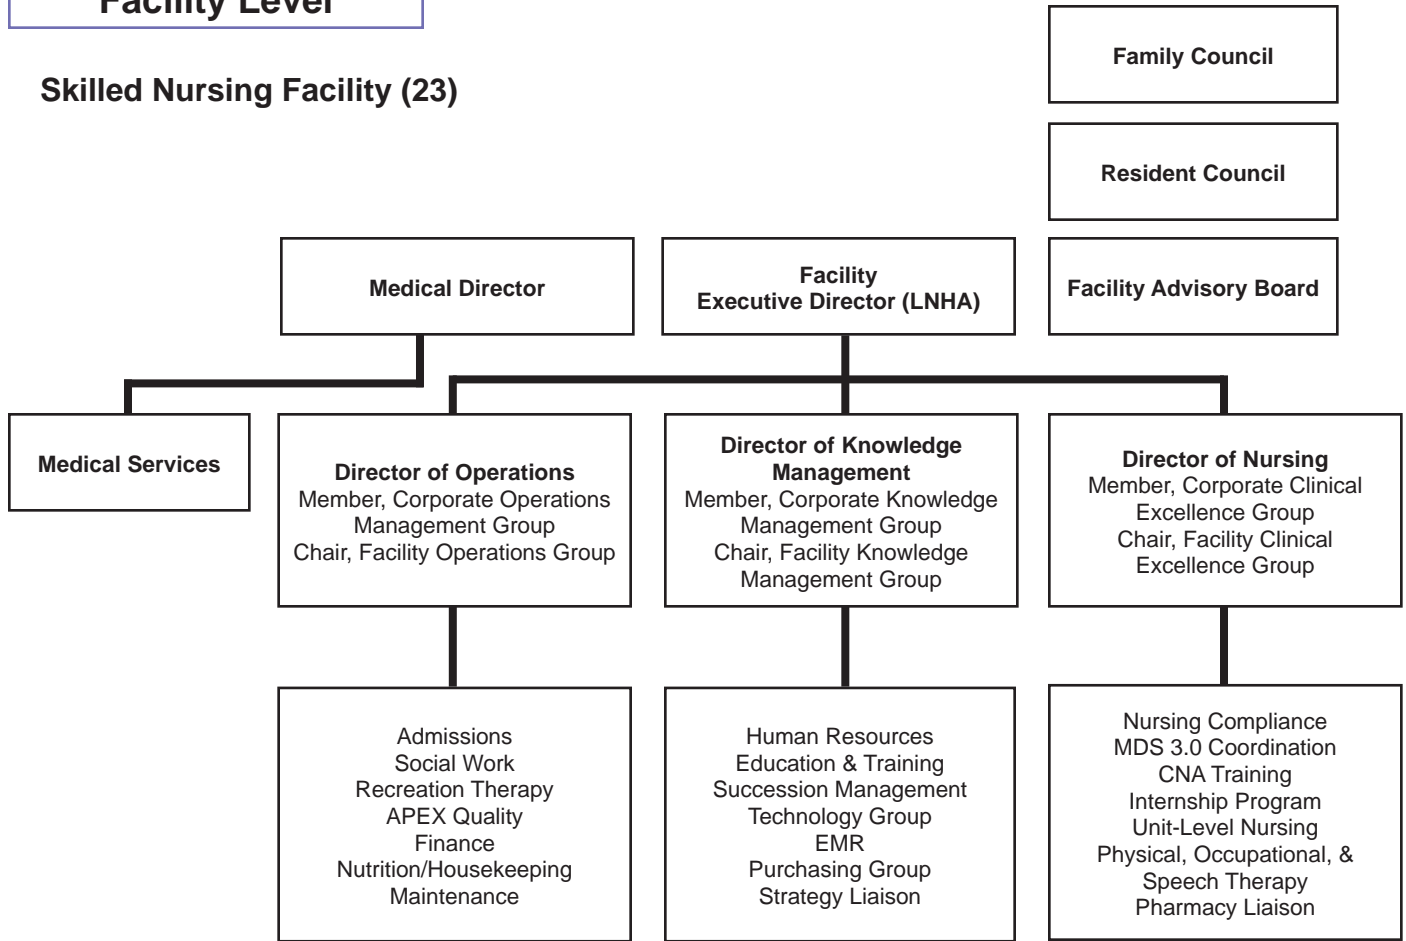 Facility Level
Skilled Nursing Facility (23)
Family Council
Resident Council
Medical Director
Facility
Executive Director (LNHA)
Facility Advisory Board
Medical Services
Director of Operations
Member, Corporate Operations
Management Group
Chair, Facility Operations Group
Director of Knowledge
Management
Member, Corporate Knowledge
Management Group
Chair, Facility Knowledge
Management Group
Director of Nursing
Member, Corporate Clinical
Excellence Group
Chair, Facility Clinical
Excellence Group
Admissions
Social Work
Recreation Therapy
APEX Quality
Finance
Nutrition/Housekeeping
Maintenance
Human Resources
Education & Training
Succession Management
Technology Group
EMR
Purchasing Group
Strategy Liaison
Nursing Compliance
MDS 3.0 Coordination
CNA Training
Internship Program
Unit-Level Nursing
Physical, Occupational, &
Speech Therapy
Pharmacy Liaison